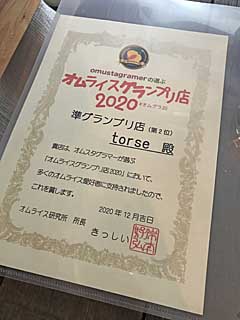 omustagramerの選ぶ
オムライスグランプリ店
2020 #オムグラ20
準グランプリ店(第2位)
torse 殿
貴店は、オムスタグラマーが選ぶ
「オムライスグランプリ店2020」において、
多くのオムライス愛好者に支持されましたので、
これを賞します。
2020年12月吉日
オムライス研究所 所長
きっしぃ